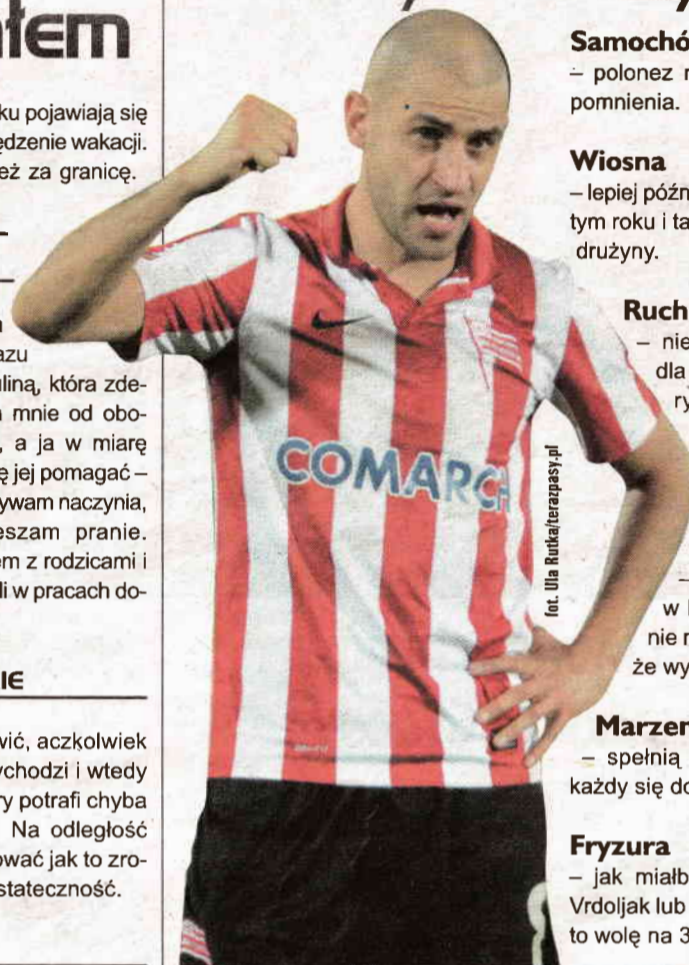 ałem
ku pojawiają się
ędzenie wakacji.
eż za granicę.
azu
uliną, która zde-
mnie od obo-
, a ja w miarę
ę jej pomagać –
ywam naczynia,
eszam pranie.
em z rodzicami i
li w pracach do-
IE
wić, aczkolwiek
ychodzi i wtedy
ry potrafi chyba
Na odległość
ować jak to zro-
stateczność.
COMARCH
fot. Ula Rutka/terazpasy.pl
Samochó
– polonez
pomnienia.
Wiosna
– lepiej późn
tym roku i ta
drużyny.
Ruch
– nie
dla
ry
–
w
nie
że wy
Marzen
– spełnią
każdy się do
Fryzura
– jak miałb
Vrdoljak lub
to wolę na 3